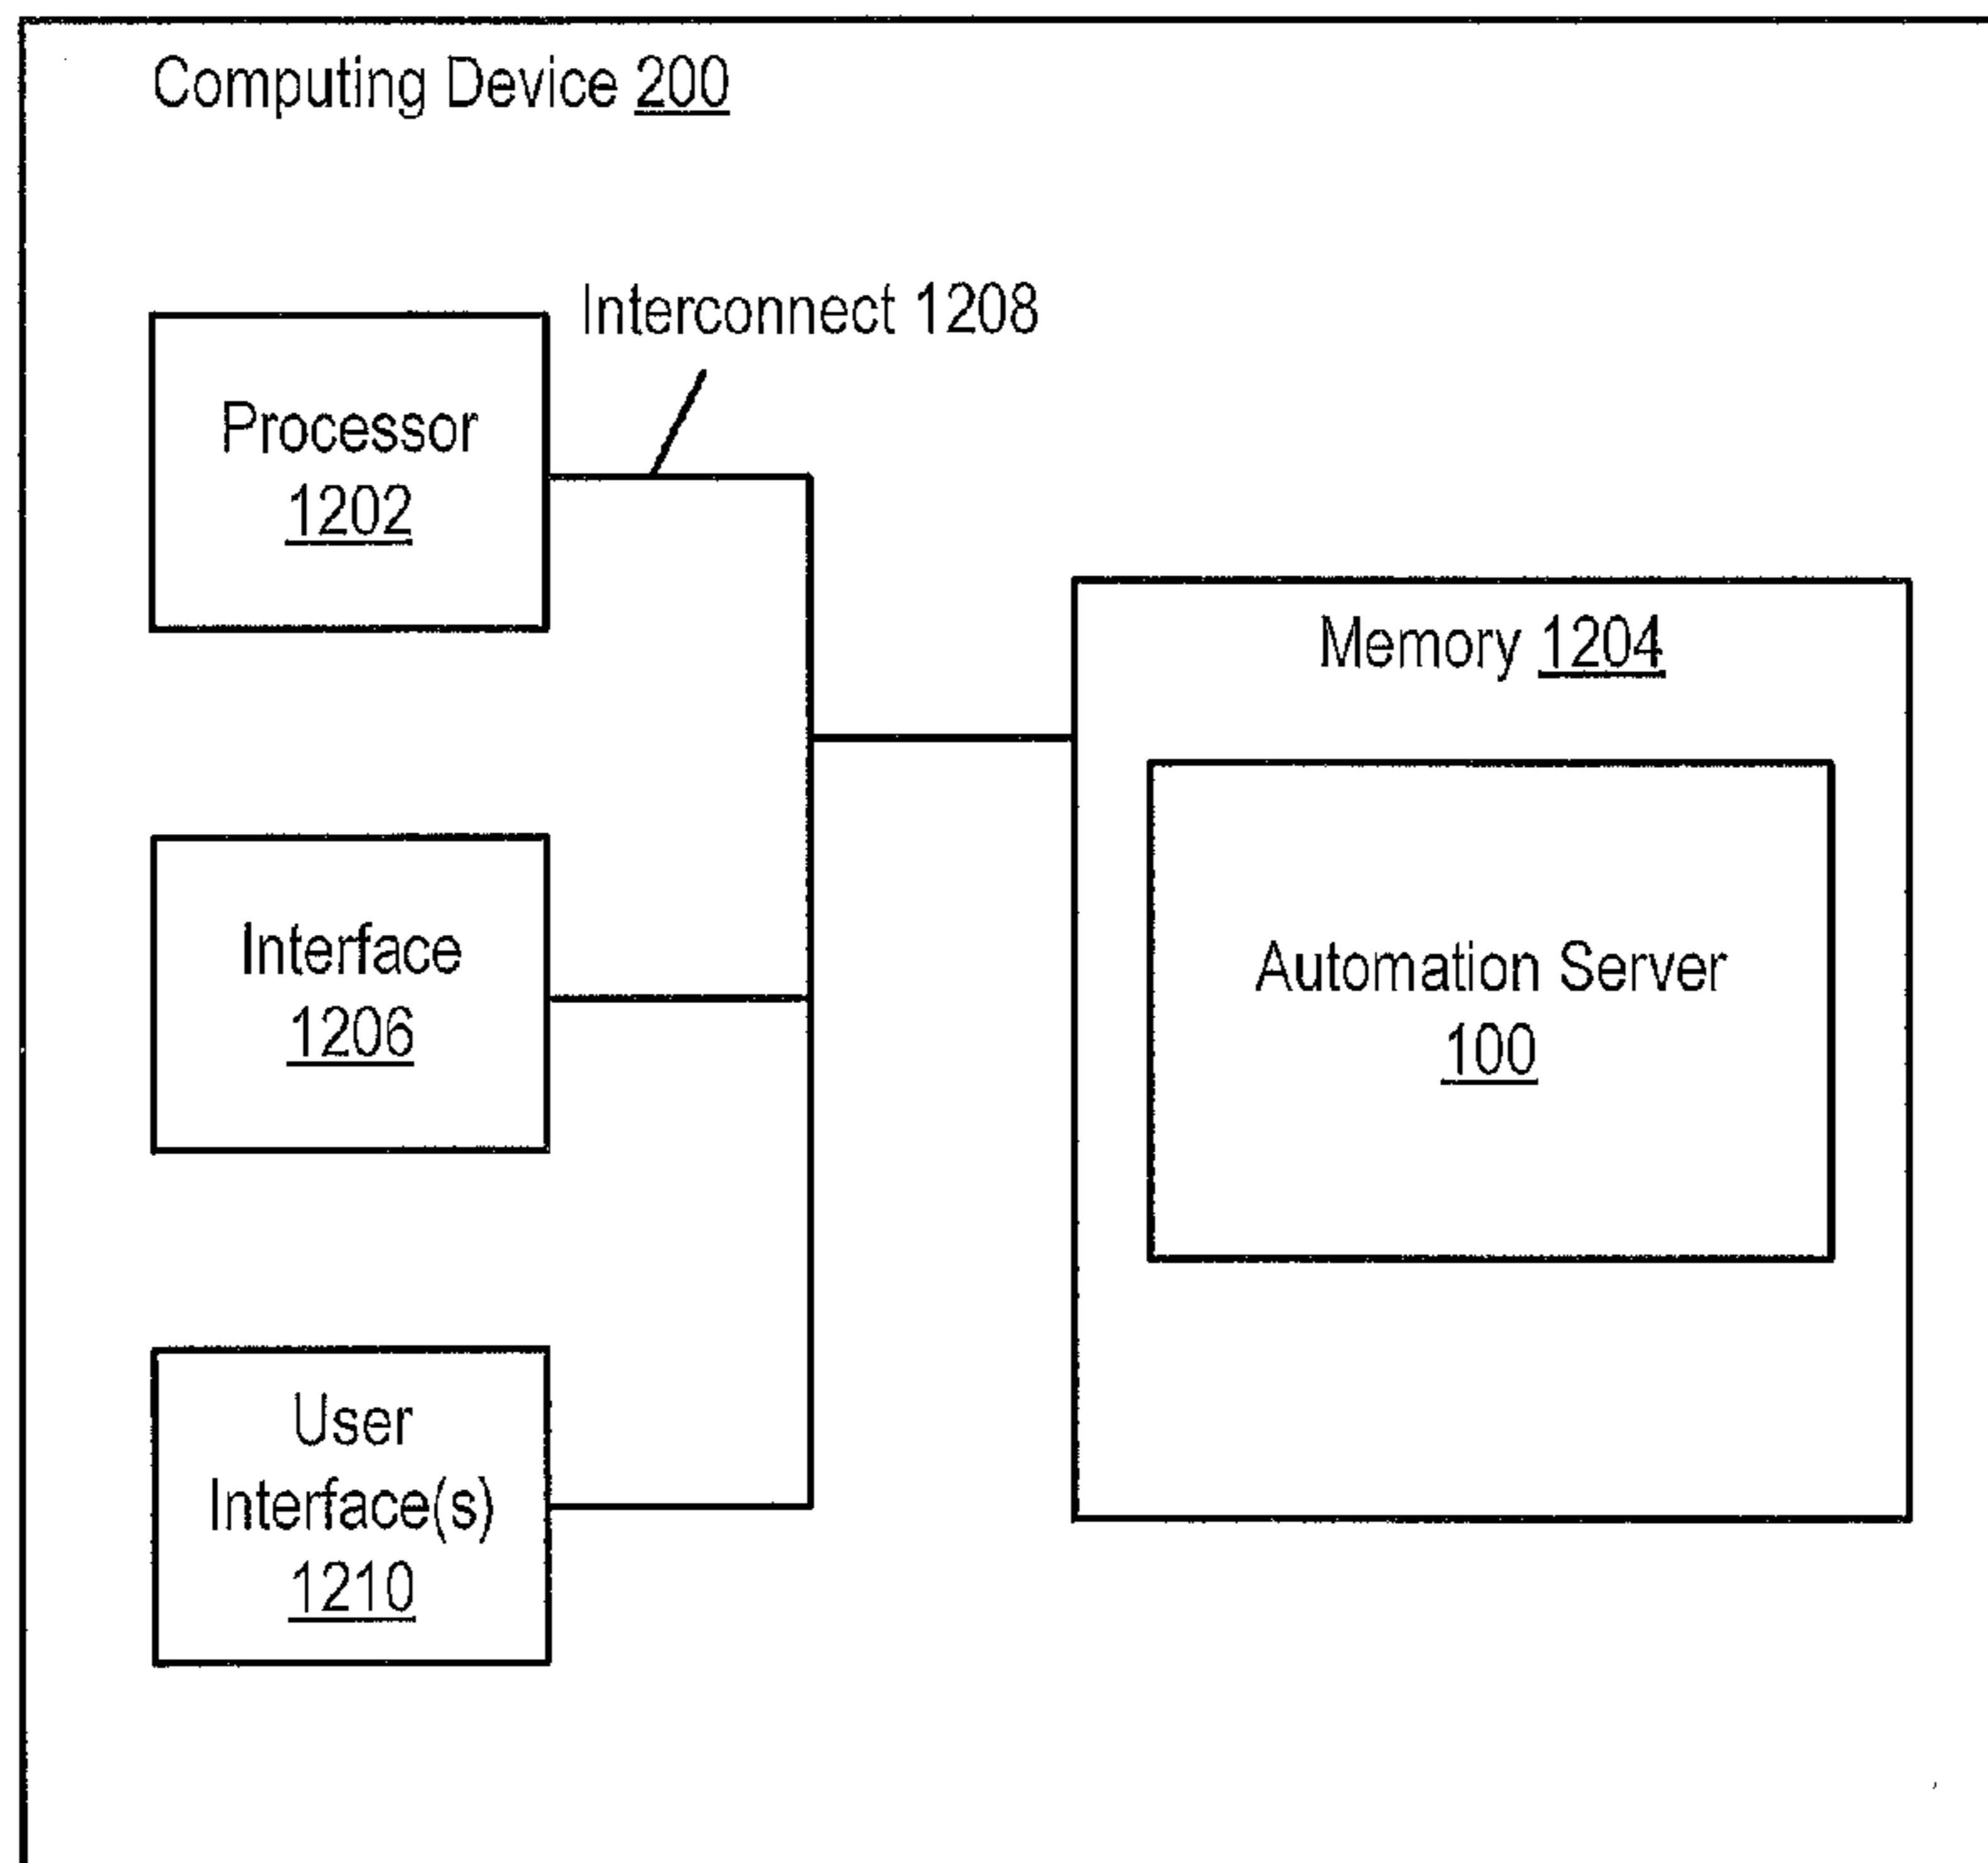 Computing Device 200
Interconnect 1208
Processor
1202
Memory 1204
Interface
1206
Automation Server
100
User
Interface(s)
1210